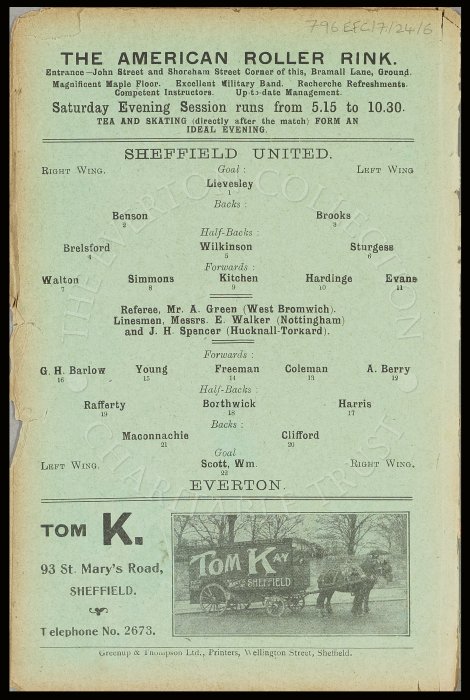 796 EFC/7/24/6
THE AMERICAN ROLLER RINK.
Entrance—John Street and Shoreham Street Corner of this, Bramall Lane, Ground.
Magnificent Maple Floor. Excellent Military Band. Recherche Refreshments.
Competent Instructors. Up-to-date Management.
Saturday Evening Session runs from 5.15 to 10.30.
TEA AND SKATING (directly after the match) FORM AN
IDEAL EVENING.
SHEFFIELD UNITED.
RIGHT WING. Goal: LEFT WING
Lievesley
1
Backs:
Benson Brooks
2 3
Half-Backs:
Brelsford Wilkinson Sturgess
4 5 6
Forwards:
Walton Simmons Kitchen Hardinge Evans
7 8 9 10 11
Referee, Mr. A. Green (West Bromwich).
Linesmen, Messrs. E. Walker (Nottingham)
and J. H. Spencer (Hucknall-Torkard).
Forwards:
G. H. Barlow Young Freeman Coleman A. Berry
16 15 14 13 12
Half-Backs:
Rafferty Borthwick Harris
19 18 17
Backs:
Maconnachie Clifford
21 20
LEFT WING. Goal RIGHT WING.
Scott, Wm.
22
EVERTON.
TOM K.
93 St. Mary's Road,
SHEFFIELD.
Telephone No. 2673.
TOM KAY
SHEFFIELD
Greenup & Thompson Ltd., Printers, Wellington Street, Sheffield.
THE EVERTON COLLECTION
CHARITABLE TRUST